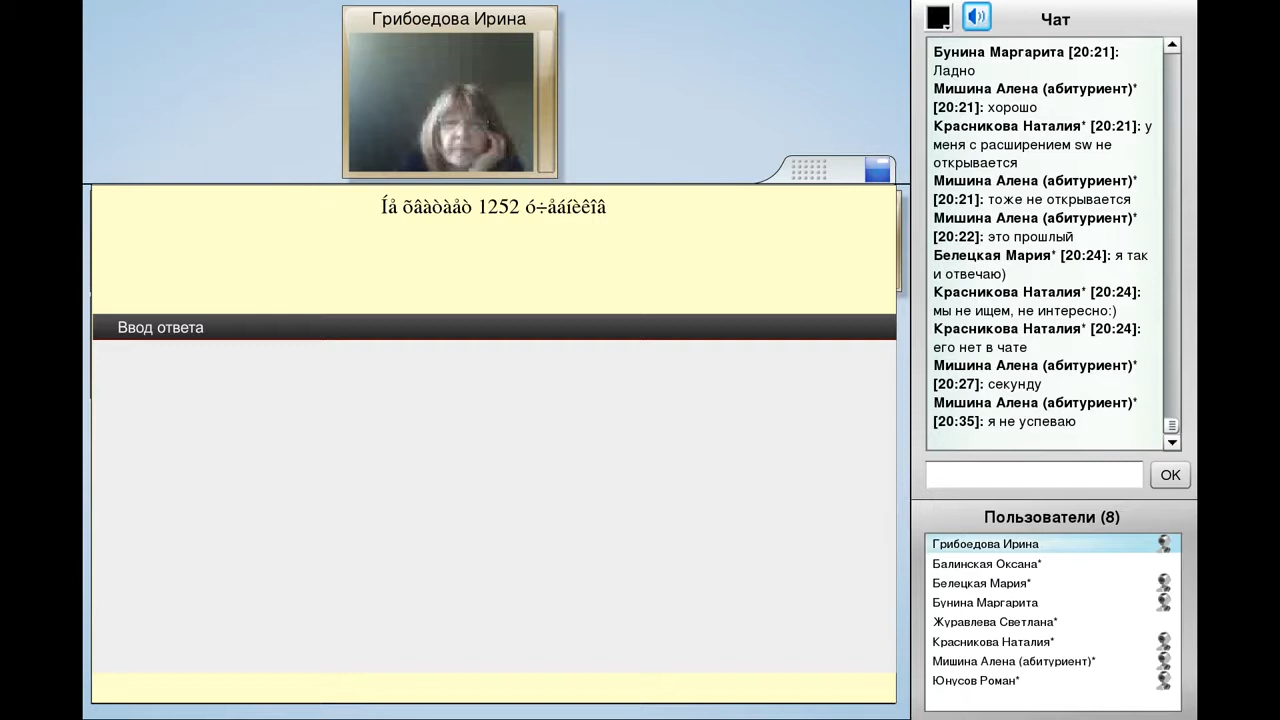 Грибоедова Ирина
Íå õâàòàåò 1252 ó÷åáíèêîâ
Ввод ответа
Чат
Бунина Маргарита [20:21]:
Ладно
Мишина Алена (абитуриент)*
[20:21]: хорошо
Красникова Наталия* [20:21]: у
меня с расширением sw не
открывается
Мишина Алена (абитуриент)*
[20:21]: тоже не открывается
Мишина Алена (абитуриент)*
[20:22]: это прошлый
Белецкая Мария* [20:24]: я так
и отвечаю)
Красникова Наталия* [20:24]:
мы не ищем, не интересно:)
Красникова Наталия* [20:24]:
его нет в чате
Мишина Алена (абитуриент)*
[20:27]: секунду
Мишина Алена (абитуриент)*
[20:35]: я не успеваю
OK
Пользователи (8)
Грибоедова Ирина
Балинская Оксана*
Белецкая Мария*
Бунина Маргарита
Журавлева Светлана*
Красникова Наталия*
Мишина Алена (абитуриент)*
Юнусов Роман*